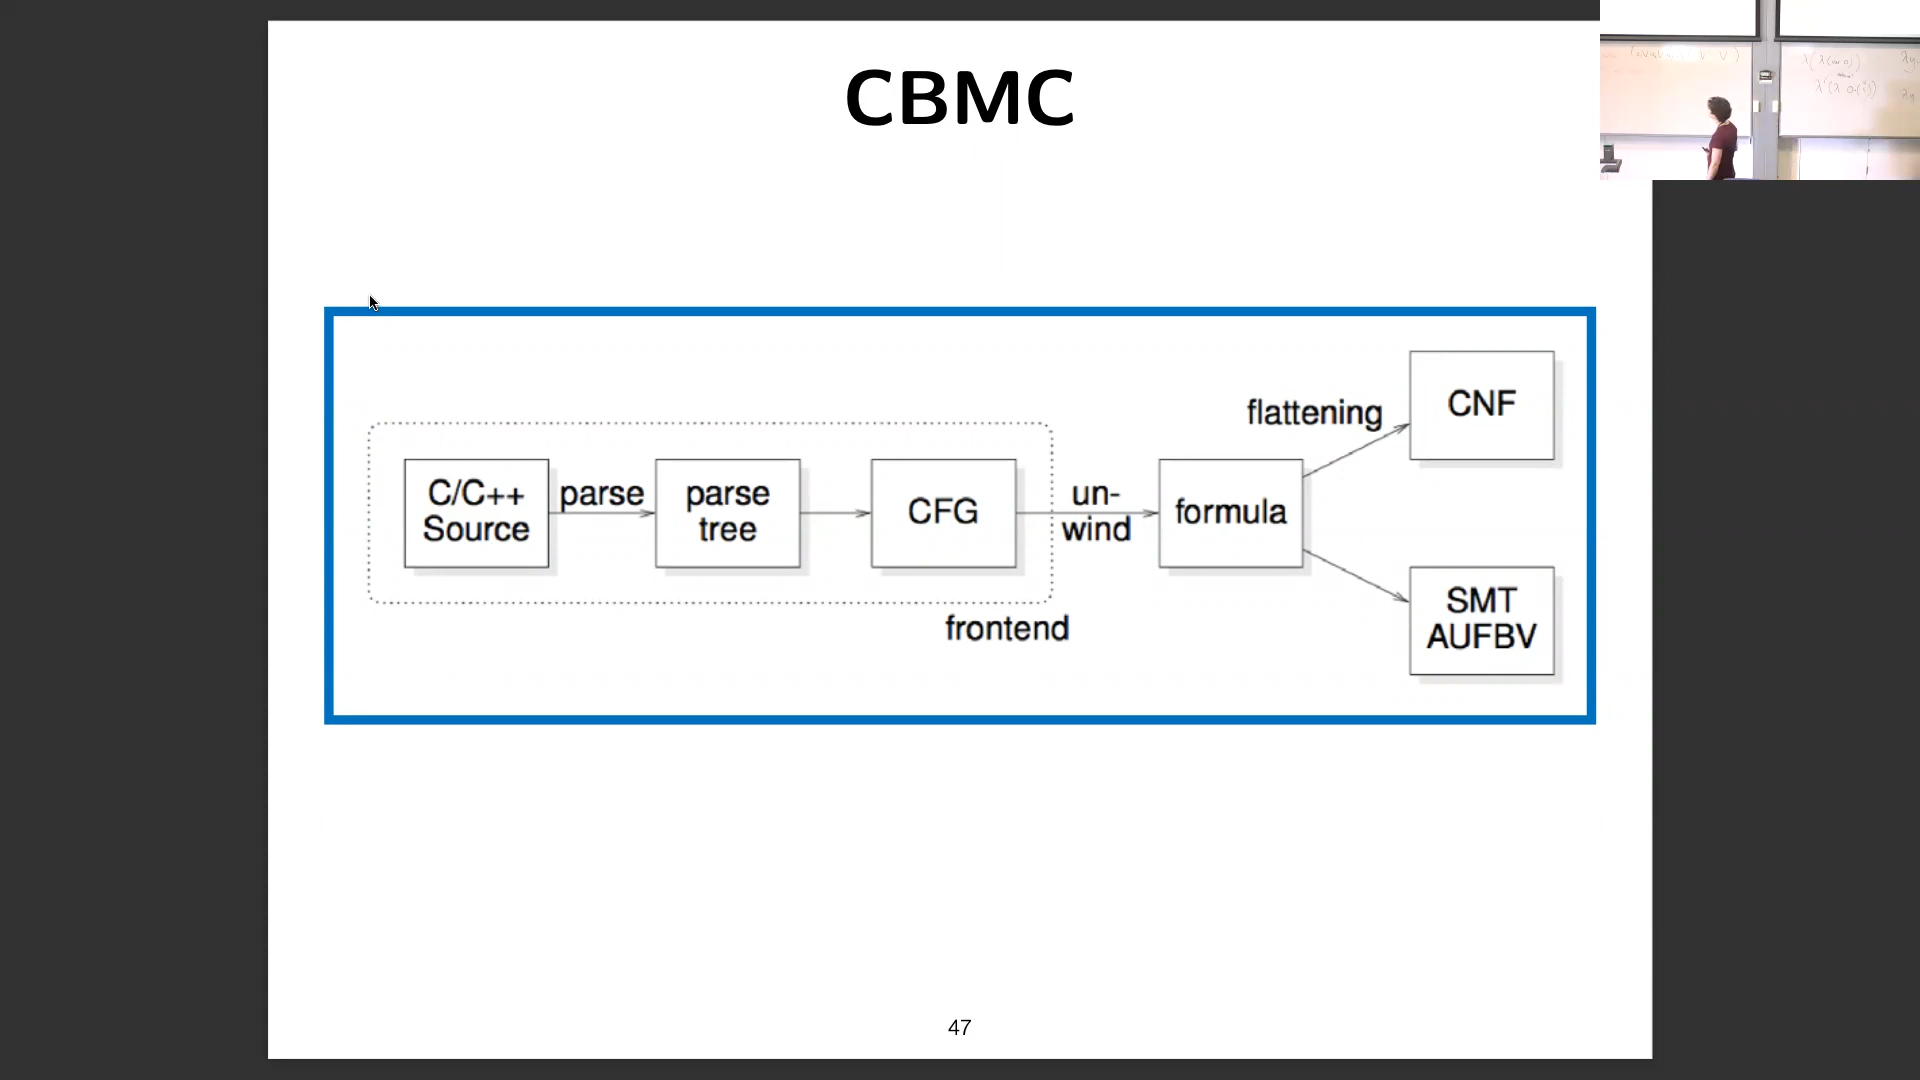 CBMC
C/C++
Source
parse
parse
tree
CFG
un-
wind
formula
flattening
CNF
SMT
AUFBV
frontend
47